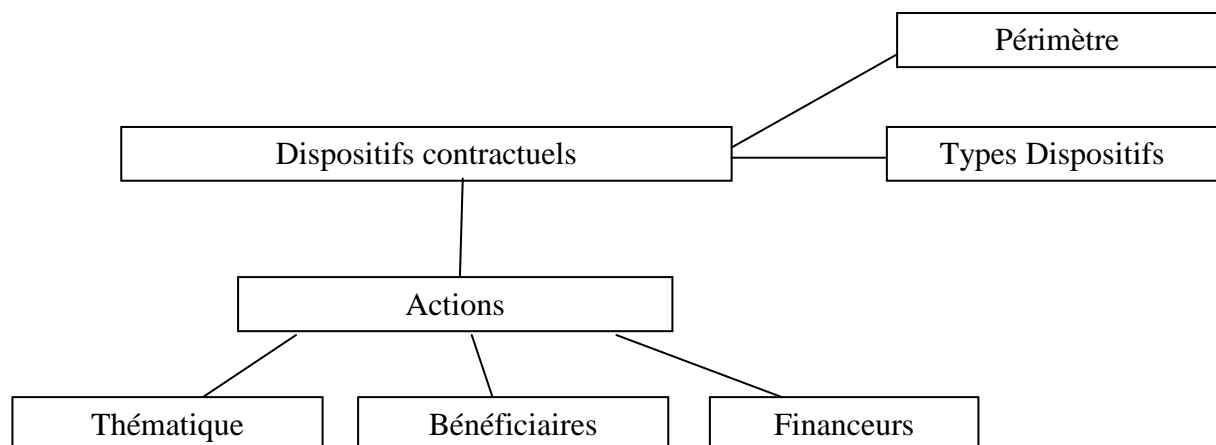 Périmètre
Dispositifs contractuels
Types Dispositifs
Actions
Thématique
Bénéficiaires
Financeurs